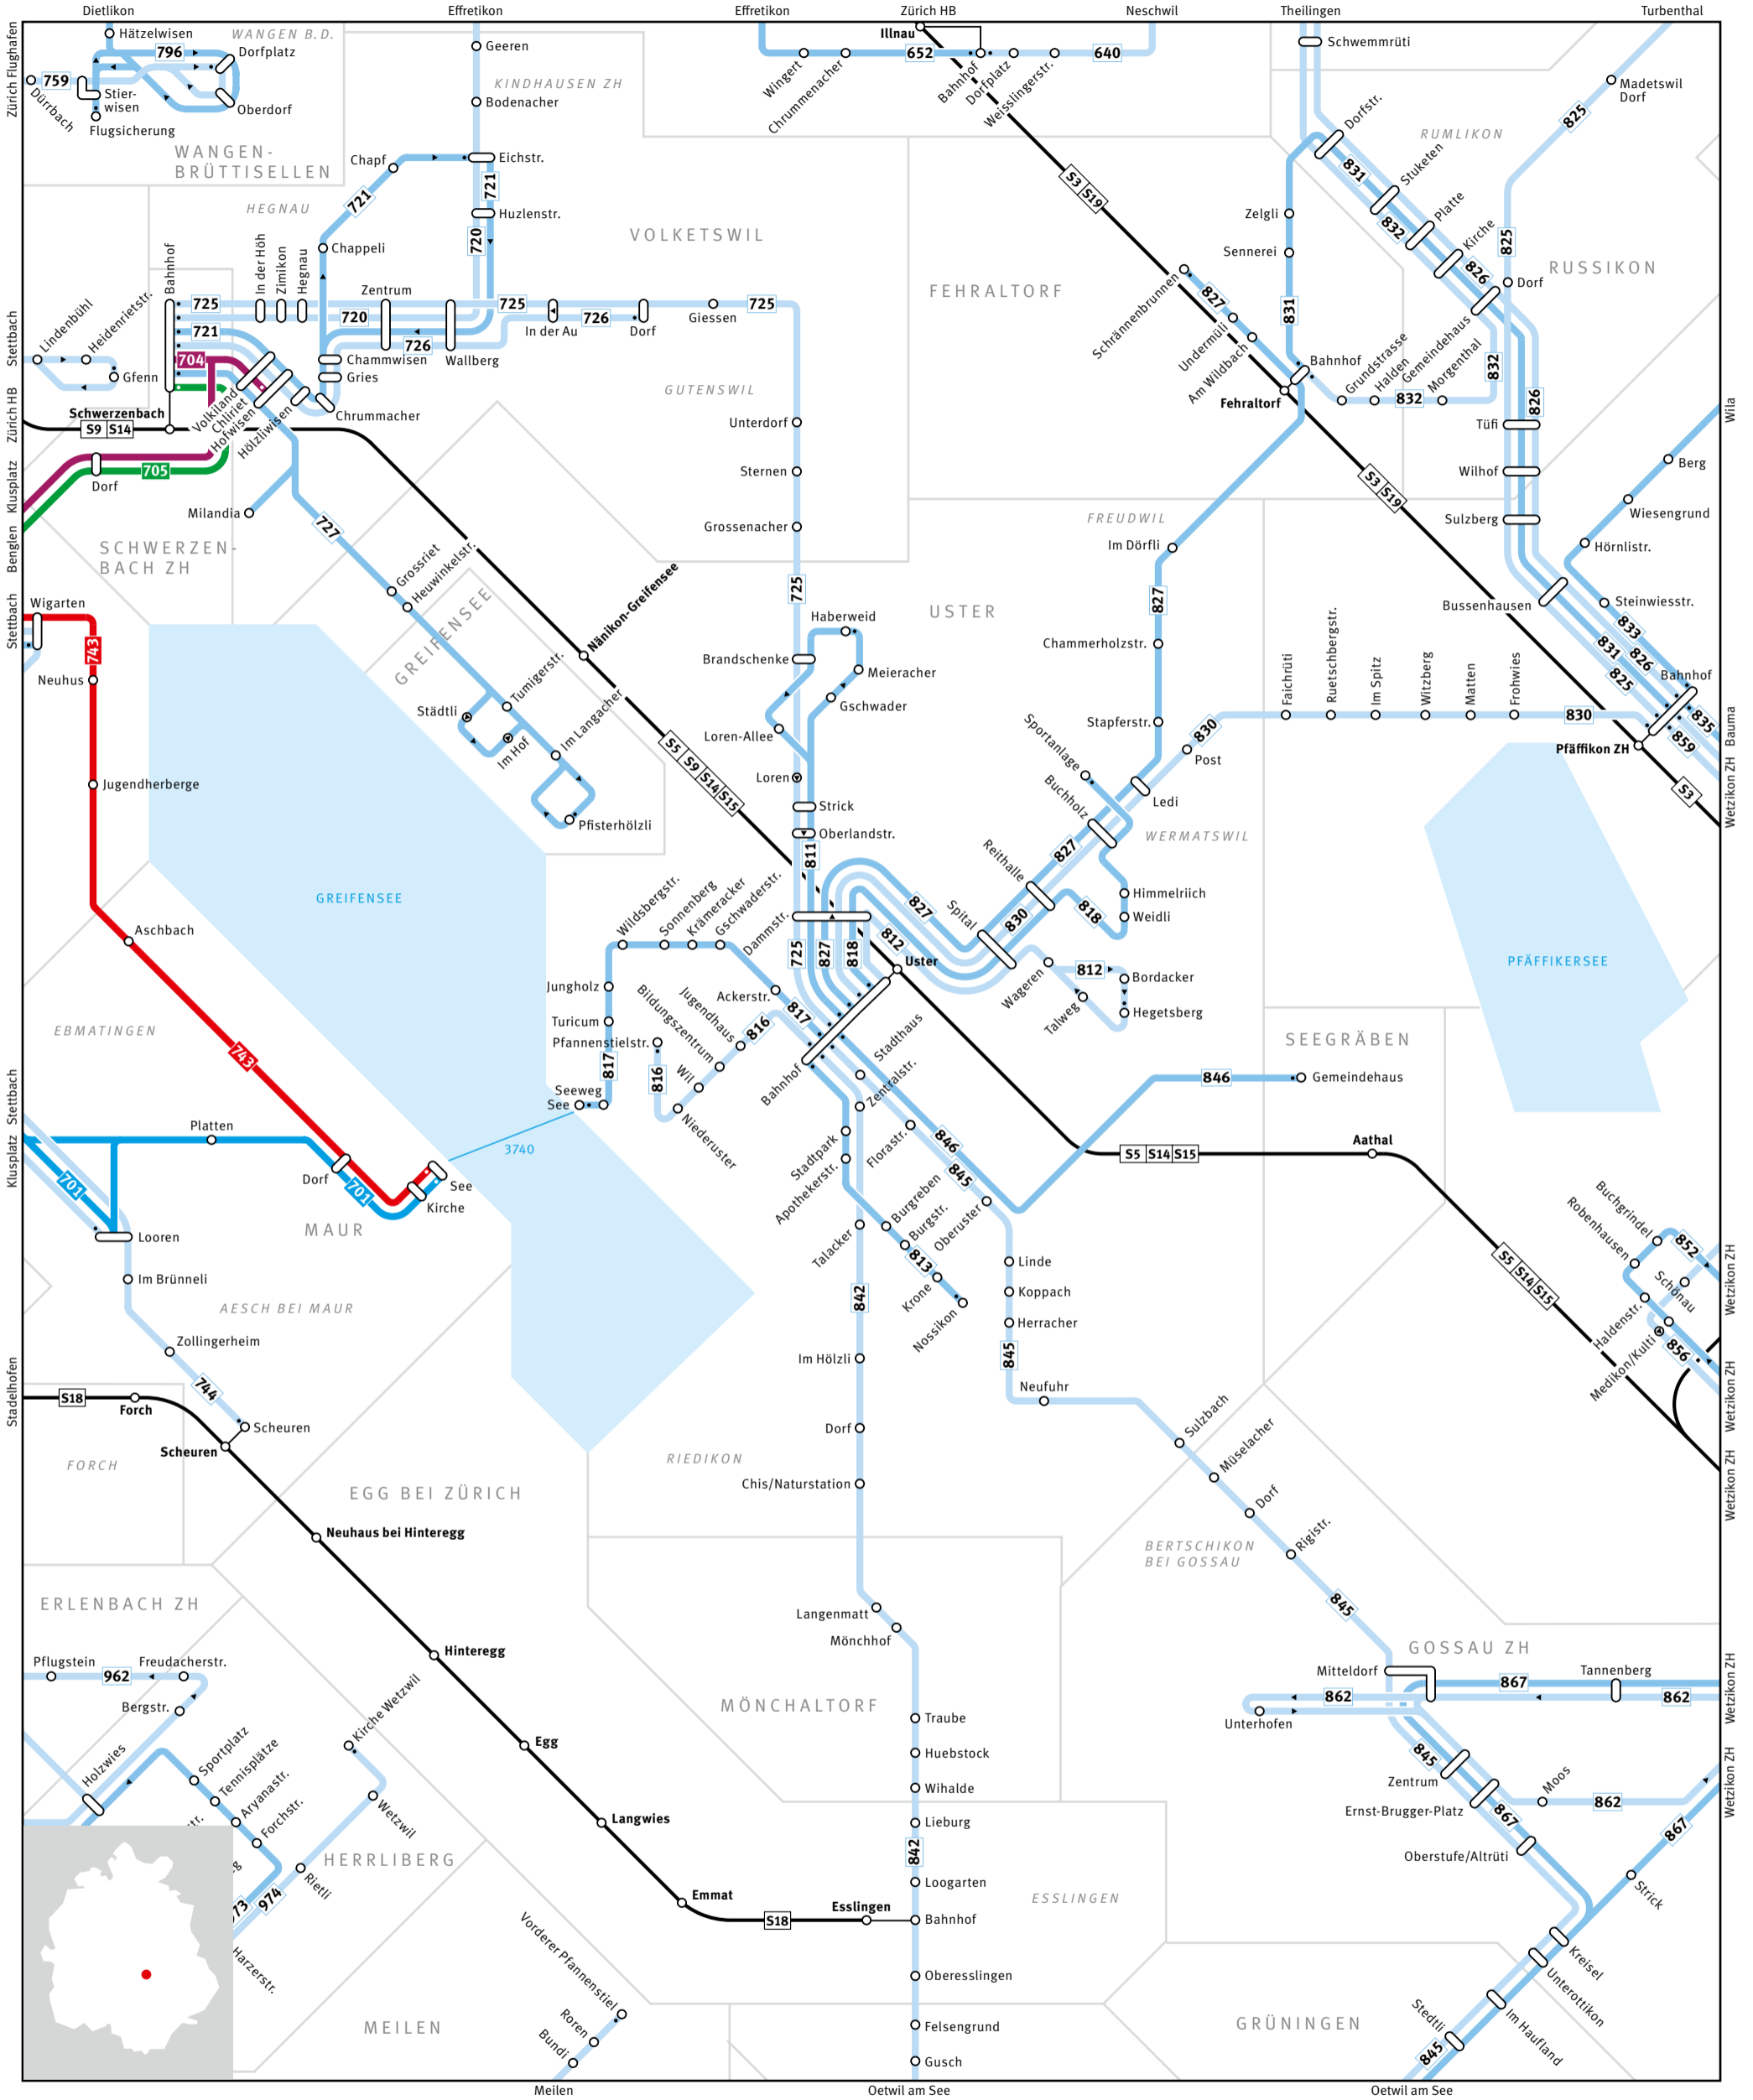 Dietlikon
Effretikon
Effretikon
Zürich HB
Neschwil
Theilingen
Turbenthal
Zürich Flughafen
Hätzelwisen
WANGEN B.D.
796
Dorfplatz
759
Dürrbach
Stier-
wisen
Oberdorf
Flugsicherung
WANGEN-
BRÜTTISELLEN
Geeren
KINDHAUSEN ZH
Bodenacher
Chapf
Eichstr.
721
721
Huzlenstr.
720
HEGNAU
Chappeli
VOLKETSWIL
Illnau
652
640
Wingert
Chrummenacher
Bahnhof
Dorfplatz
Weisslingerstr.
S3 S19
Schwemmrüti
Madetswil
Dorf
825
Dorfstr.
RUMLIKON
831
Stuketen
832
Platte
Kirche
826
825
Dorf
RUSSIKON
Zelgli
Sennerei
831
FEHRALTORF
Schrännenbrunnen
827
Undermüli
Am Wildbach
Bahnhof
Fehraltorf
Grundstrasse
Halden
Gemeindehaus
Morgenthal
832
832
826
Tüfi
Wilhof
Sulzberg
S3 S19
Wila
Berg
Wiesengrund
Hörnlistr.
Steinwiesstr.
Bussenhausen
833
826
831
825
Bahnhof
835
859
Bauma
Wetzikon ZH
Pfäffikon ZH
S3
Stettbach
Lindenbühl
Heidenrietstr.
Gfenn
Bahnhof
In der Höh
Zimikon
Hegnau
725
720
721
704
Zentrum
725
726
726
In der Au
Dorf
Giessen
725
Wallberg
Chammwisen
Gries
Chrummacher
Volkiland
Chliriet
Hofwisen
Hölzliwisen
Zürich HB
Schwerzenbach
S9 S14
705
Dorf
Klusplatz
Benglen
Milandia
727
SCHWERZEN-
BACH ZH
GUTENSWIL
Unterdorf
Sternen
Grossenacher
725
Grossriet
Heuwinkelstr.
GREIFENSEE
Nänikon-Greifensee
Tumigerstr.
Städtli
Im Hof
Im Langacher
Pfisterhölzli
S5 S9 S14 S15
USTER
FREUDWIL
Im Dörfli
827
Chammerholzstr.
Stapferstr.
830
Post
Faichrüti
Ruetschbergstr.
Im Spitz
Witzberg
Matten
Frohwies
830
Haberweid
Brandschenke
Meieracher
Gschwader
Loren-Allee
Loren
Strick
Oberlandstr.
811
Sportanlage
Buchholz
Ledi
WERMATSWIL
827
Reithalle
Himmelriich
Weidli
818
830
Spital
827
812
Dammstr.
725
827
818
Uster
Wageren
812
Talweg
Bordacker
Hegetsberg
Stettbach
Wigarten
743
Neuhus
Jugendherberge
GREIFENSEE
Aschbach
EBMATINGEN
743
Wildsbergstr.
Sonnenberg
Krämeracker
Gschwaderstr.
Jungholz
Turicum
Pfannenstielstr.
817
816
Seeweg
See
Ackerstr.
817
Jugendhaus
816
Bildungszentrum
Wil
Niederuster
Bahnhof
Stadthaus
Zentralstr.
Stadtpark
Florastr.
Apothekerstr.
846
845
Burgreben
Burgstr.
Oberuster
Talacker
813
Krone
Nossikon
842
Linde
Koppach
Herracher
845
Neufuhr
846
Gemeindehaus
SEEGRÄBEN
PFÄFFIKERSEE
Aathal
S5 S14 S15
S5 S14 S15
Buchgrindel
Robenhausen
852
Schönau
Haldenstr.
Medikon/Kulti
856
Wetzikon ZH
Wetzikon ZH
Wetzikon ZH
3740
Stettbach
Klusplatz
Platten
701
Dorf
701
See
Kirche
MAUR
Looren
Im Brünneli
AESCH BEI MAUR
Zollingerheim
744
Scheuren
Stadelhofen
S18
Forch
Scheuren
FORCH
EGG BEI ZÜRICH
Neuhaus bei Hinteregg
Hinteregg
Egg
Langwies
Emmat
S18
Esslingen
Im Hölzli
Dorf
Chis/Naturstation
RIEDIKON
Langenmatt
Mönchhof
MÖNCHALTORF
Traube
Huebstock
Wihalde
Lieburg
842
Loogarten
Bahnhof
ESSLINGEN
Oberesslingen
Felsengrund
Gusch
Sulzbach
Müselacher
Dorf
Rigistr.
BERTSCHIKON
BEI GOSSAU
845
GOSSAU ZH
Mitteldorf
867
Tannenberg
862
862
Unterhofen
845
Zentrum
Ernst-Brugger-Platz
Moos
862
867
Oberstufe/Altrüti
867
Strick
Kreisel
Unterottikon
Im Haufland
Stedtli
845
GRÜNINGEN
Wetzikon ZH
Wetzikon ZH
ERLENBACH ZH
Pflugstein
962
Freudacherstr.
Bergstr.
Holzwies
Sportplatz
Tennisplätze
Aryanastr.
Forchstr.
str.
g
Kirche Wetzwil
Wetzwil
HERRLIBERG
Rietli
974
73
Harzerstr.
MEILEN
Vorderer Pfannenstiel
Roren
Bundi
Meilen
Oetwil am See
Oetwil am See